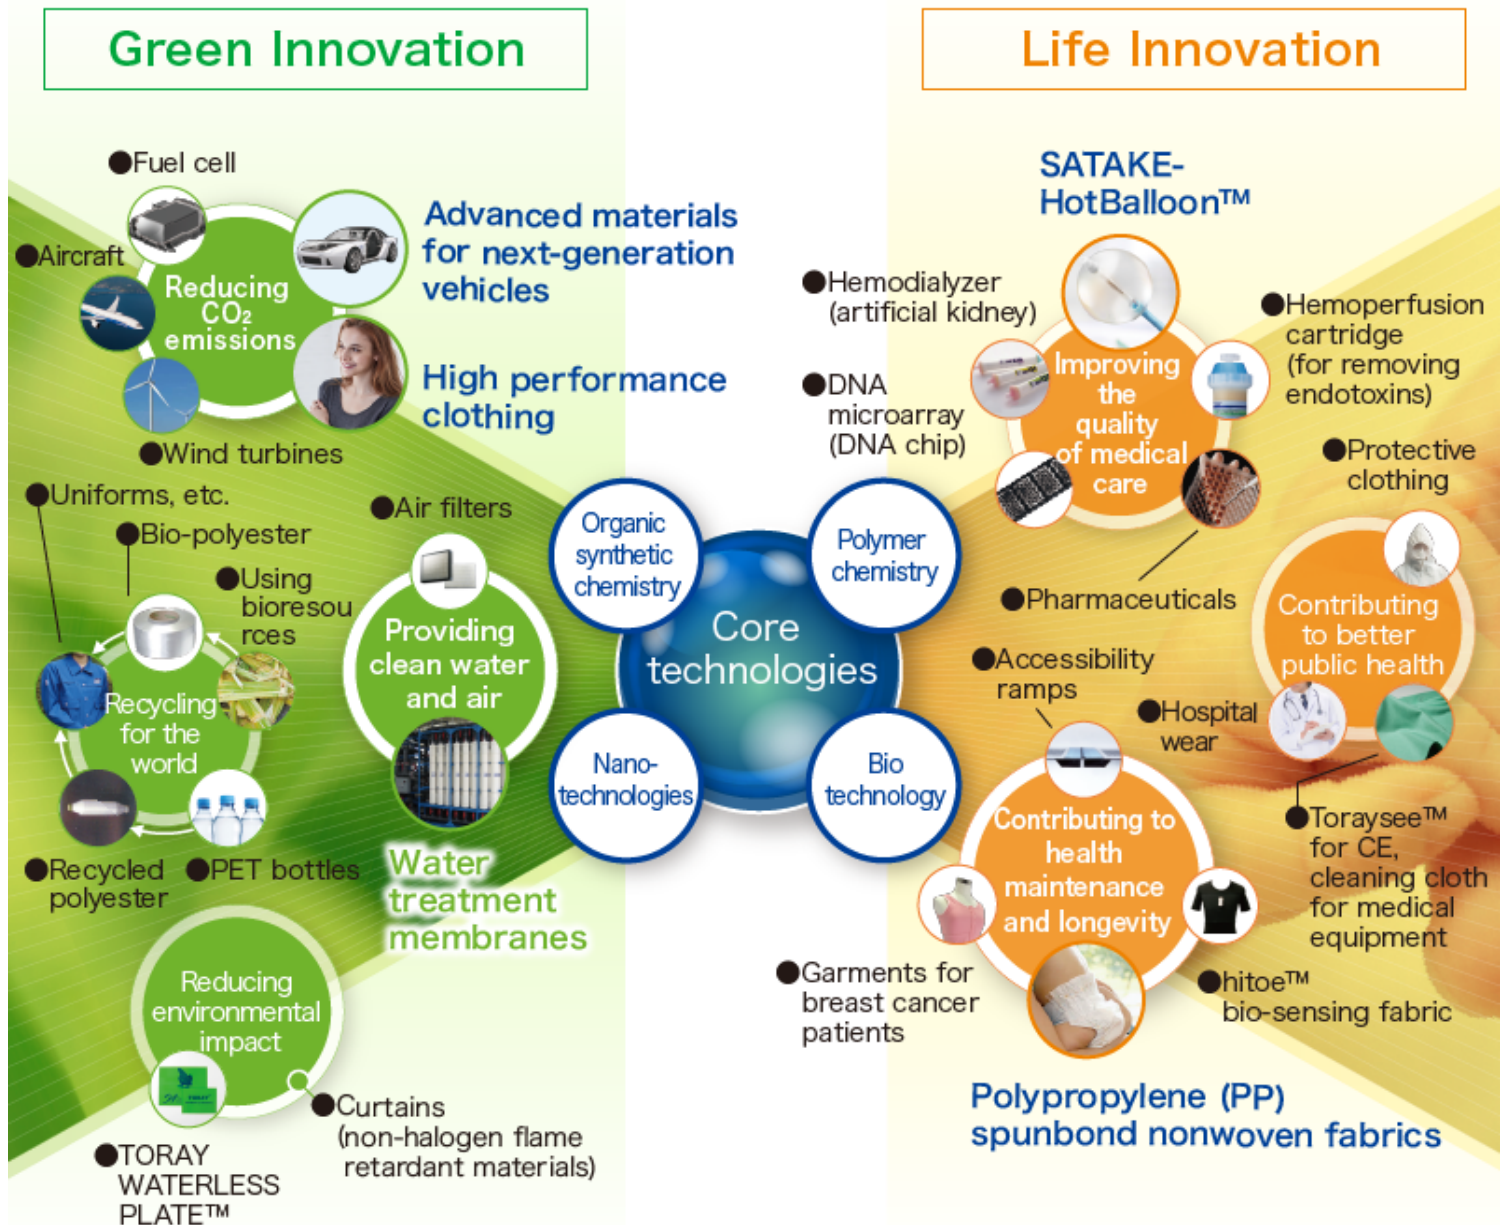 Green Innovation
Life Innovation
●Fuel cell
●Aircraft
Reducing
CO₂
emissions
Advanced materials
for next-generation
vehicles
High performance
clothing
●Wind turbines
●Uniforms, etc.
●Bio-polyester
●Using
bioresou
rces
●Air filters
Providing
clean water
and air
Recycling
for the
world
●Recycled
polyester
●PET bottles
Water
treatment
membranes
Reducing
environmental
impact
●TORAY
WATERLESS
PLATE™
●Curtains
(non-halogen flame
retardant materials)
Organic
synthetic
chemistry
Polymer
chemistry
Core
technologies
Nano-
technologies
Bio
technology
SATAKE-
HotBalloon™
●Hemodialyzer
(artificial kidney)
●DNA
microarray
(DNA chip)
Improving
the
quality
of medical
care
●Hemoperfusion
cartridge
(for removing
endotoxins)
●Pharmaceuticals
●Protective
clothing
Contributing
to better
public health
●Accessibility
ramps
●Hospital
wear
●Toraysee™
for CE,
cleaning cloth
for medical
equipment
Contributing to
health
maintenance
and longevity
●Garments for
breast cancer
patients
●hitoe™
bio-sensing fabric
Polypropylene (PP)
spunbond nonwoven fabrics